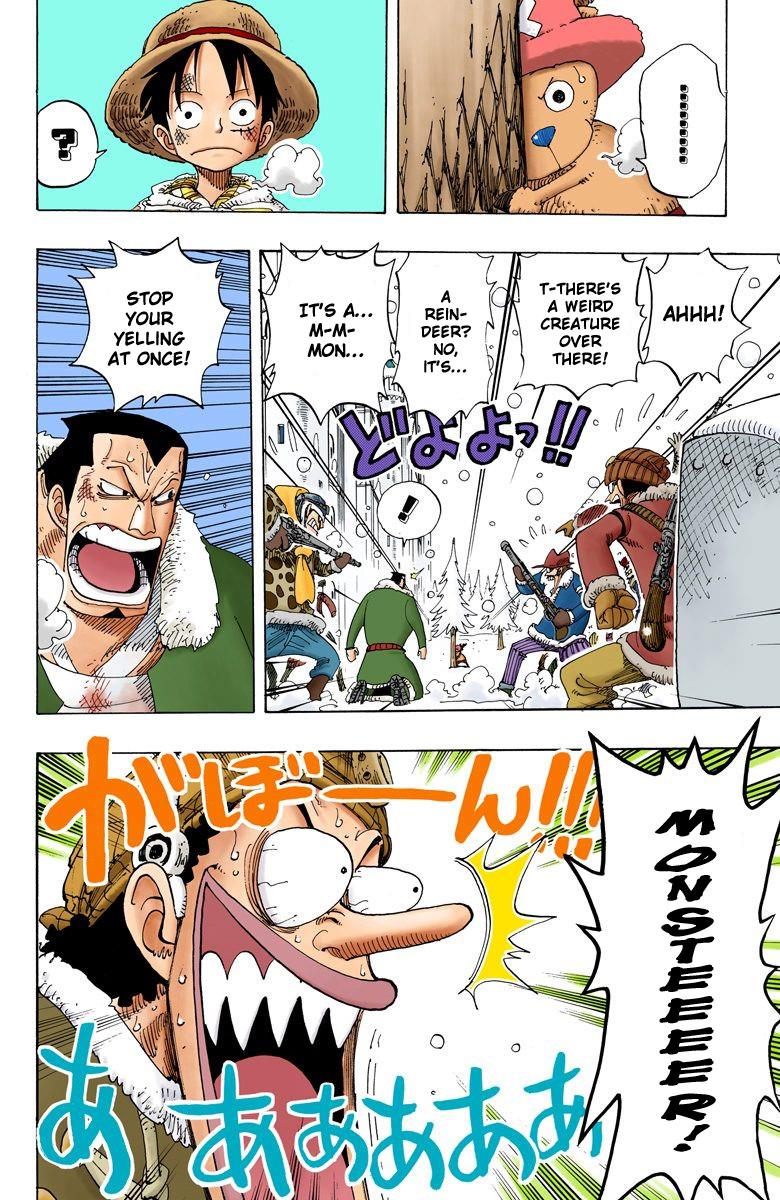 !!!!!!!!!!
?
AHHH!
T-THERE'S
A WEIRD
CREATURE
OVER
THERE!
A
REIN-
DEER?
NO,
IT'S...
IT'S A...
M-M-
MON...
どよよっ!!
!
STOP
YOUR
YELLING
AT ONCE!
MONSTEEEER!
がぼーーん!!!
あ ああああああ